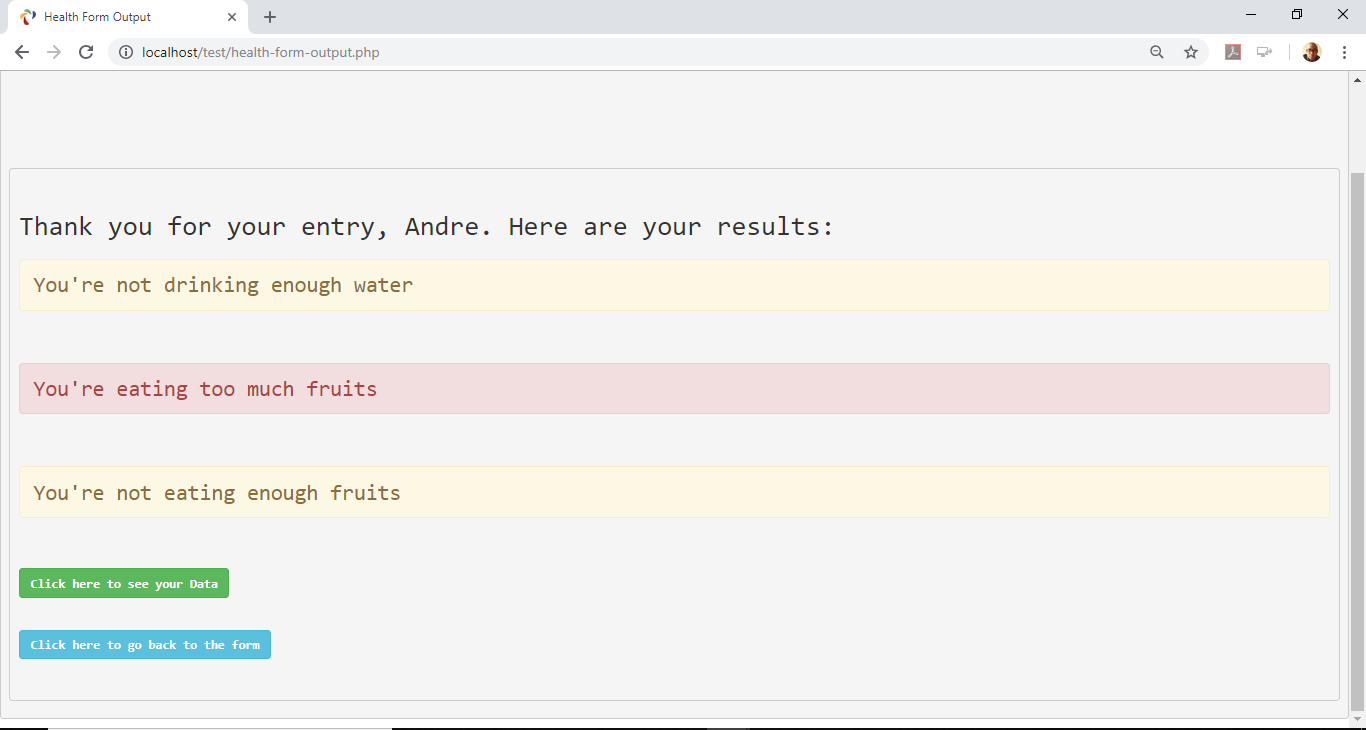 Health Form Output
localhost/test/health-form-output.php
Thank you for your entry, Andre. Here are your results:
You're not drinking enough water
You're eating too much fruits
You're not eating enough fruits
Click here to see your Data
Click here to go back to the form